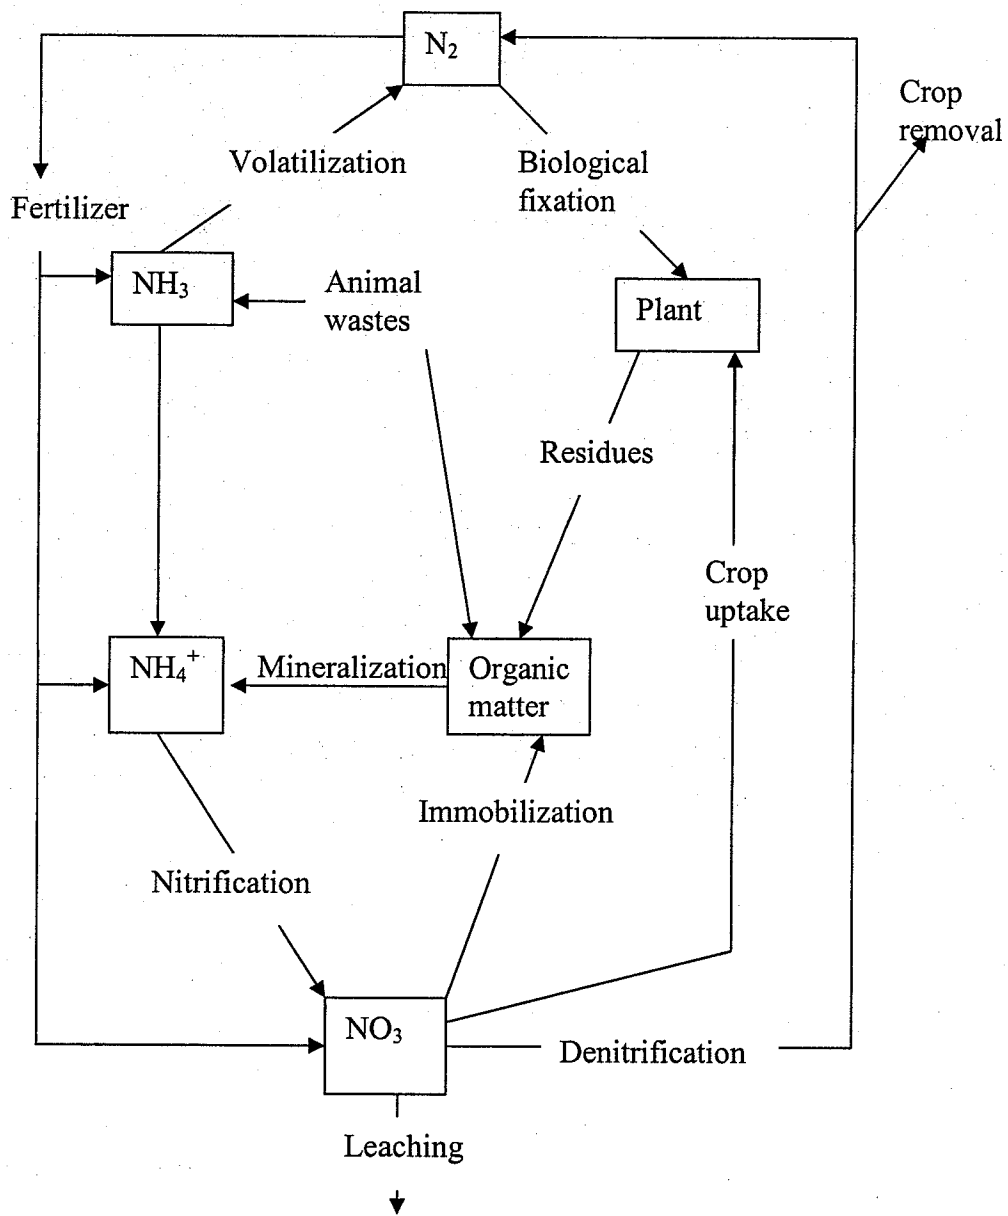 N₂
Crop
removal
Volatilization
Biological
fixation
Fertilizer
NH₃
Animal
wastes
Plant
Residues
Crop
uptake
NH₄⁺
Mineralization
Organic
matter
Immobilization
Nitrification
NO₃
Denitrification
Leaching